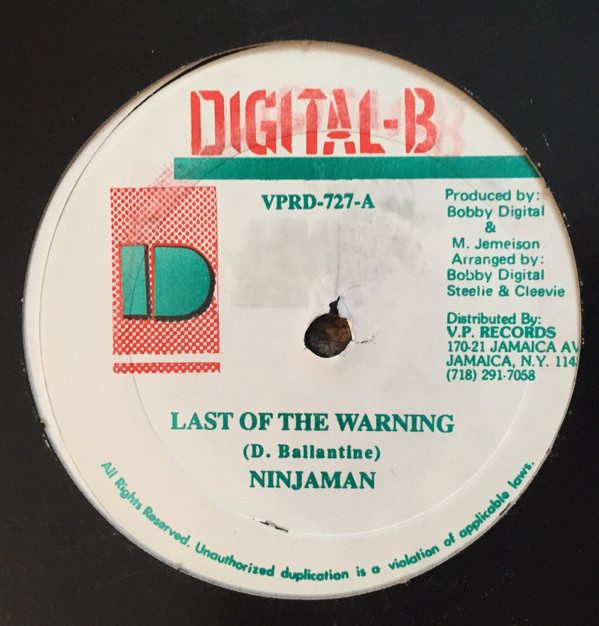 DIGITAL-B
VPRD-727-A
Produced by:
Bobby Digital
&
M. Jemeison
Arranged by:
Bobby Digital
Steelie & Cleevie
Distributed By:
V.P. RECORDS
170-21 JAMAICA AV
JAMAICA, N.Y. 114
(718) 291-7058
D
LAST OF THE WARNING
(D. Ballantine)
NINJAMAN
All Rights Reserved. Unauthorized duplication is a violation of applicable laws.